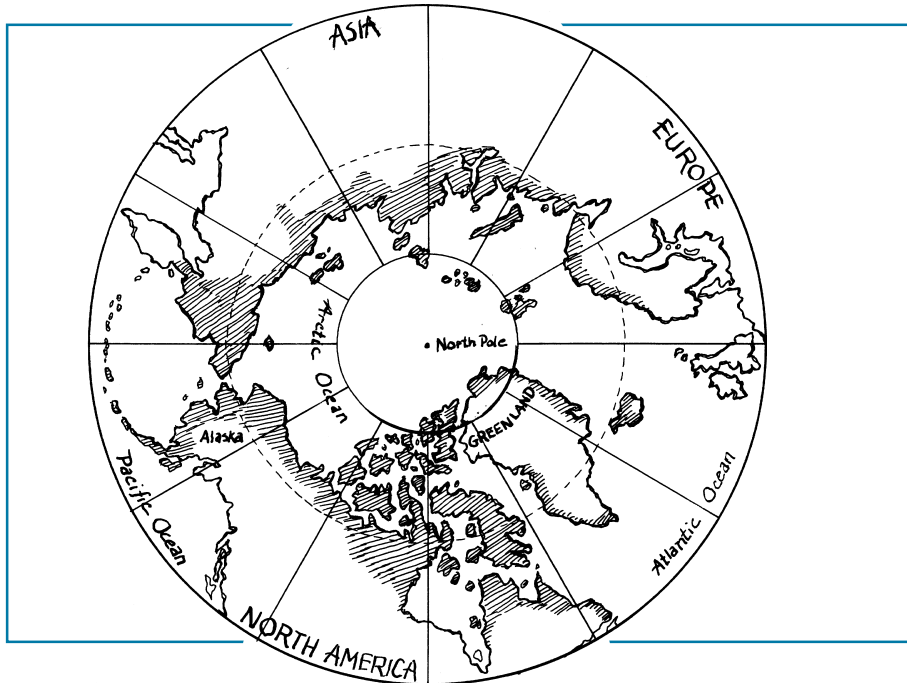 ASIA
EUROPE
Arctic
Ocean
North Pole
GREENLAND
Alaska
Pacific Ocean
Atlantic Ocean
NORTH AMERICA